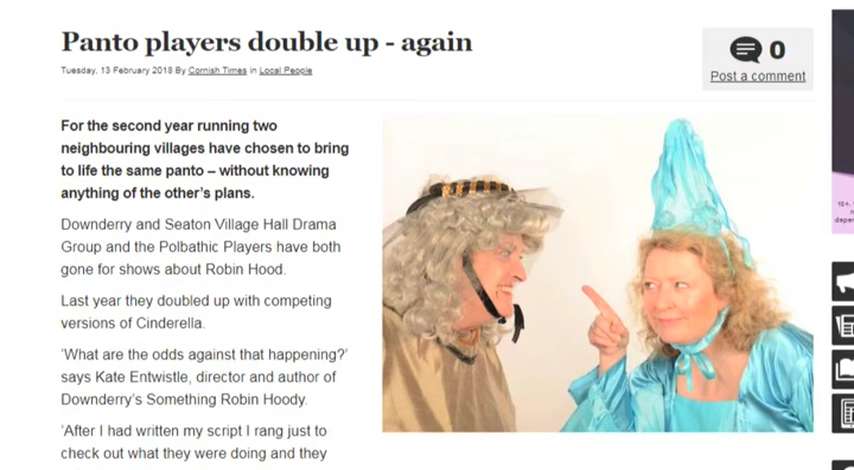 Panto players double up - again
Tuesday, 13 February 2018 By Cornish Times in Local People
0
Post a comment
For the second year running two
neighbouring villages have chosen to bring
to life the same panto – without knowing
anything of the other's plans.
Downderry and Seaton Village Hall Drama
Group and the Polbathic Players have both
gone for shows about Robin Hood.
Last year they doubled up with competing
versions of Cinderella.
'What are the odds against that happening?'
says Kate Entwistle, director and author of
Downderry's Something Robin Hoody.
'After I had written my script I rang just to
check out what they were doing and they